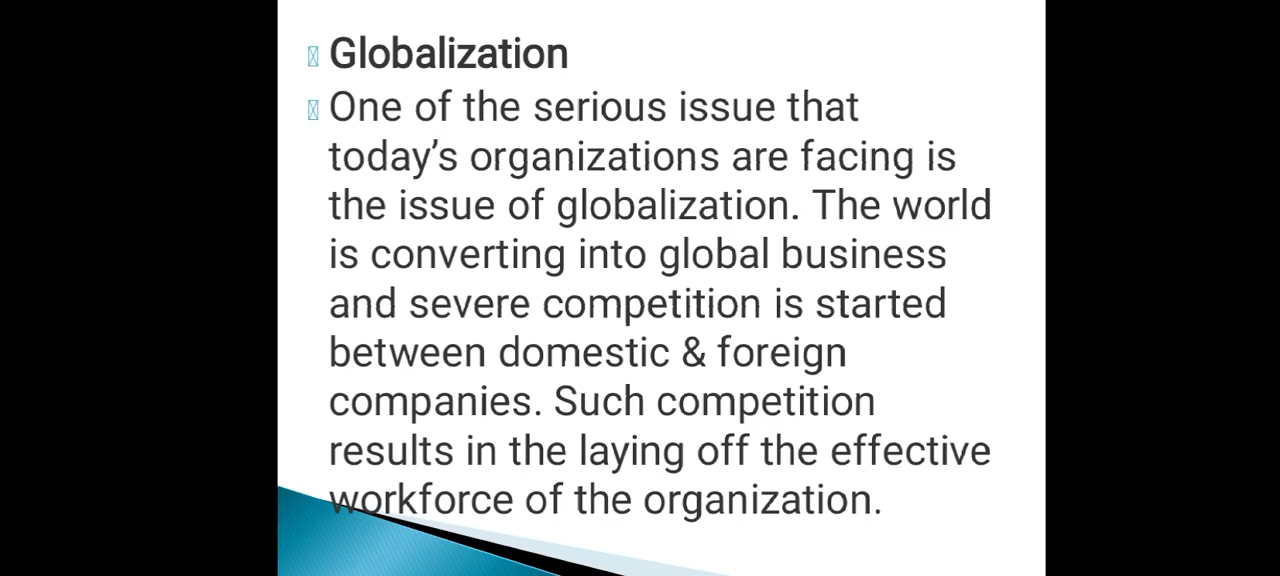 Globalization
One of the serious issue that
today's organizations are facing is
the issue of globalization. The world
is converting into global business
and severe competition is started
between domestic & foreign
companies. Such competition
results in the laying off the effective
workforce of the organization.